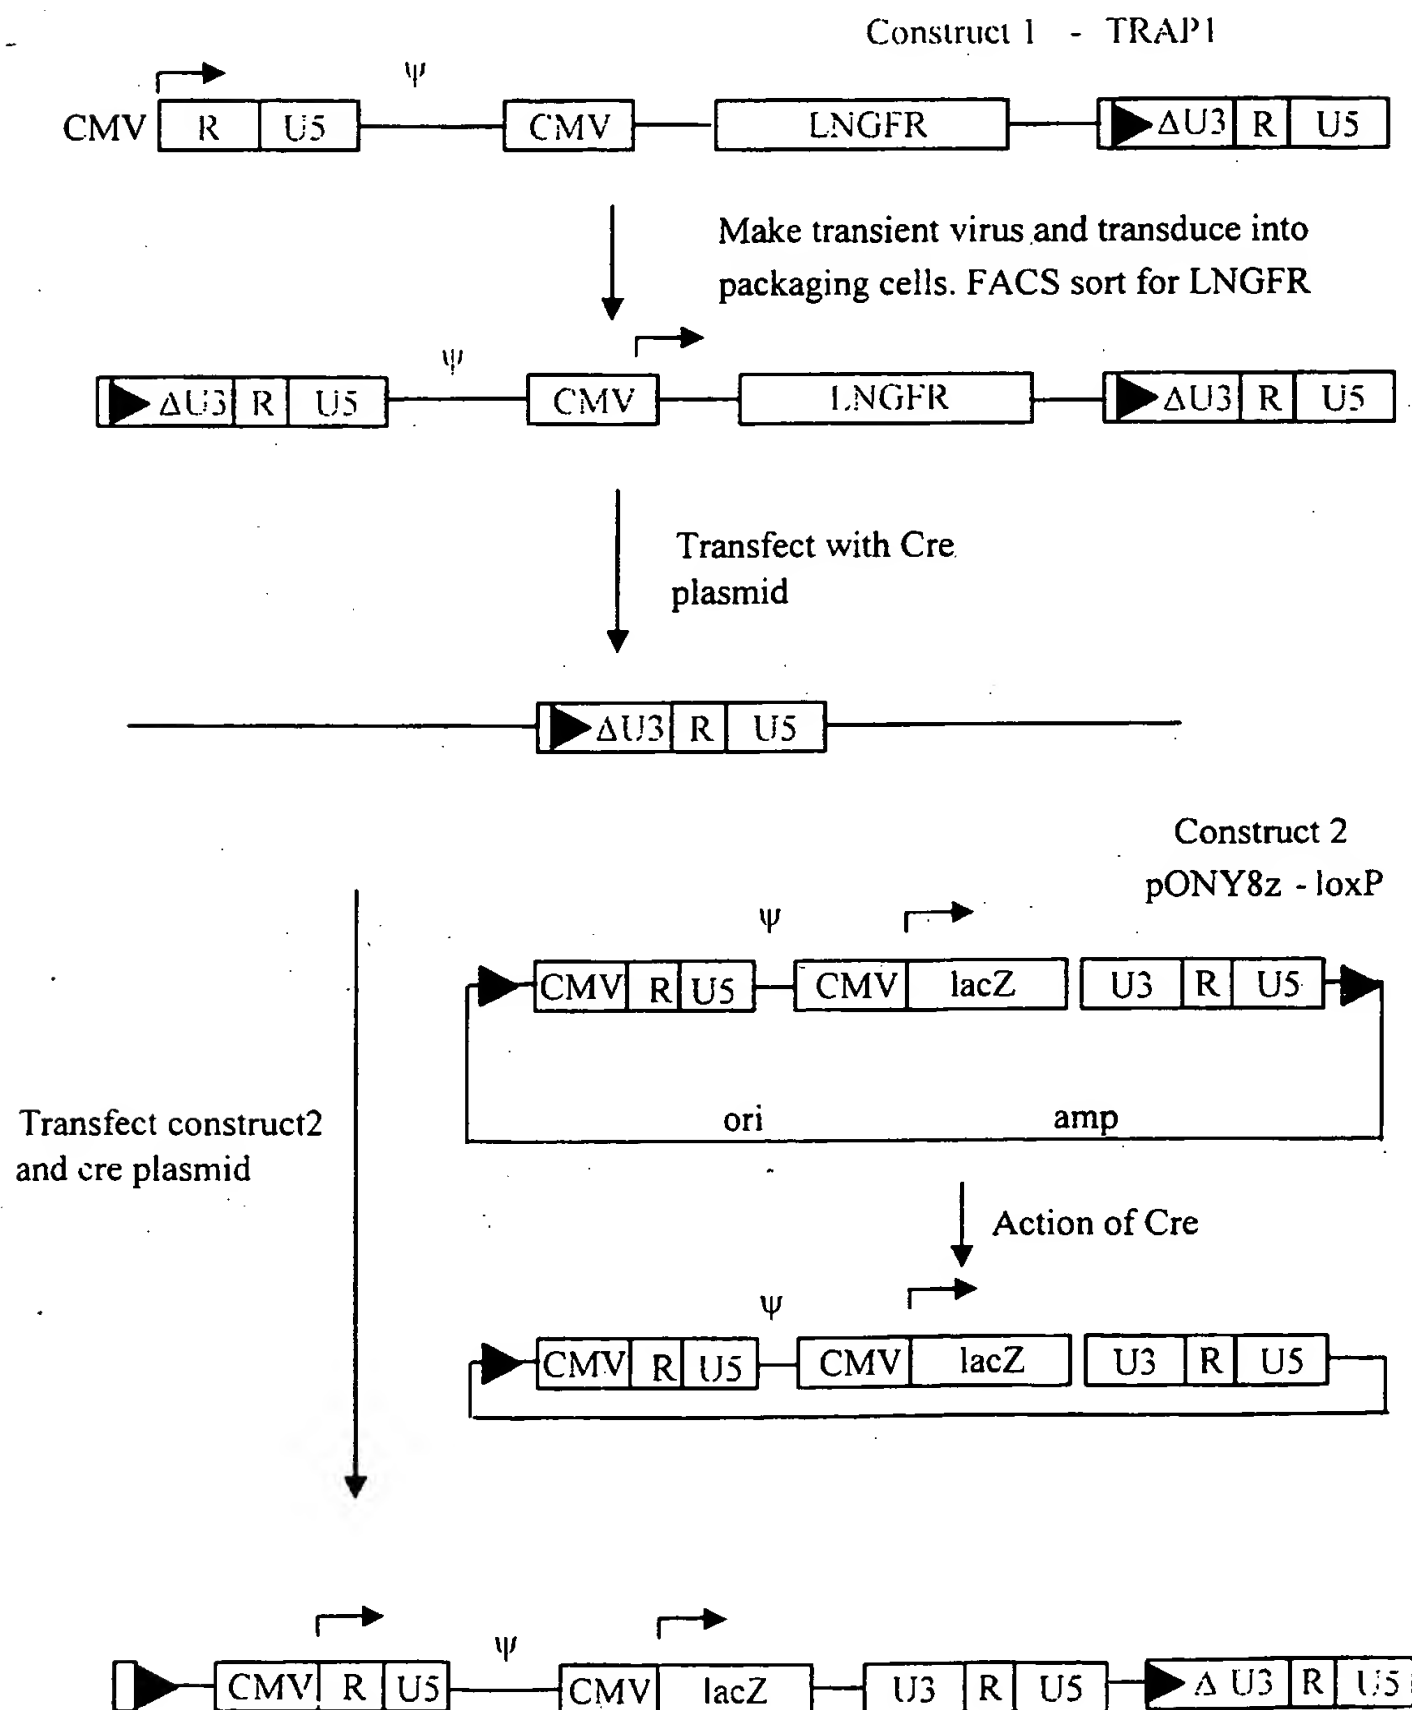 Construct 1 - TRAP1
ψ
CMV R U5 CMV LNGFR ΔU3 R U5
Make transient virus and transduce into
packaging cells. FACS sort for LNGFR
ψ
ΔU3 R U5 CMV LNGFR ΔU3 R U5
Transfect with Cre
plasmid
ΔU3 R U5
Construct 2
pONY8z - loxP
ψ
CMV R U5 CMV lacZ U3 R U5
ori amp
Transfect construct2
and cre plasmid
Action of Cre
ψ
CMV R U5 CMV lacZ U3 R U5
ψ
CMV R U5 CMV lacZ U3 R U5 Δ U3 R U5